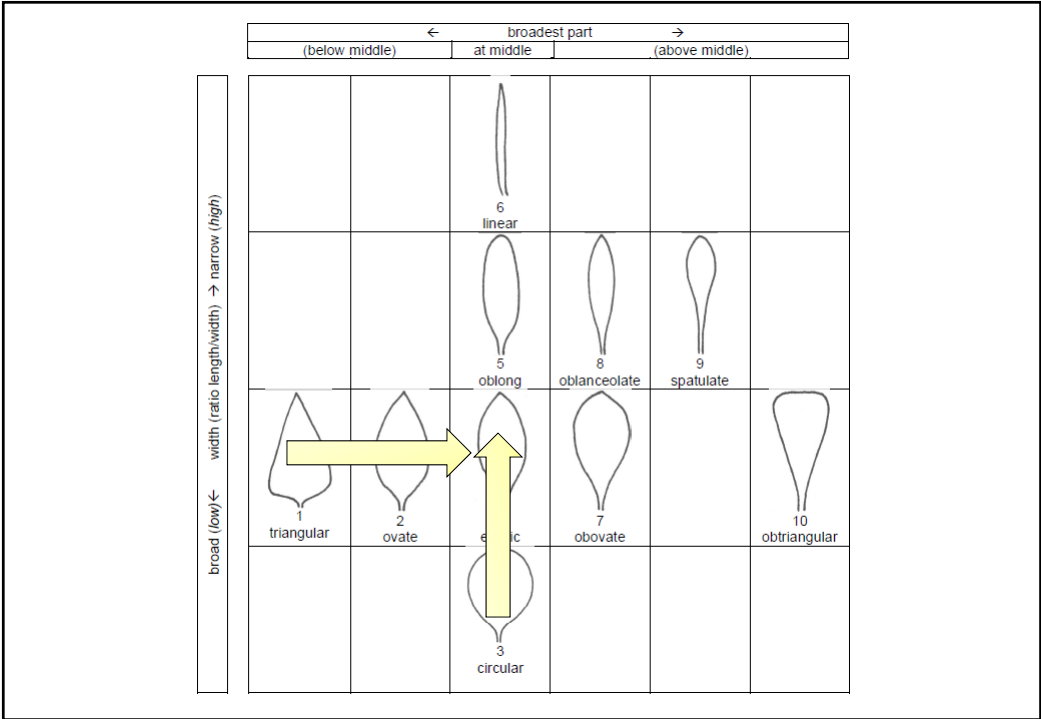 ← broadest part →
(below middle) at middle (above middle)
broad (low) ← width (ratio length/width) → narrow (high)
6
linear
5 8 9
oblong oblanceolate spatulate
1 2 7 10
triangular ovate obovate obtriangular
3
circular